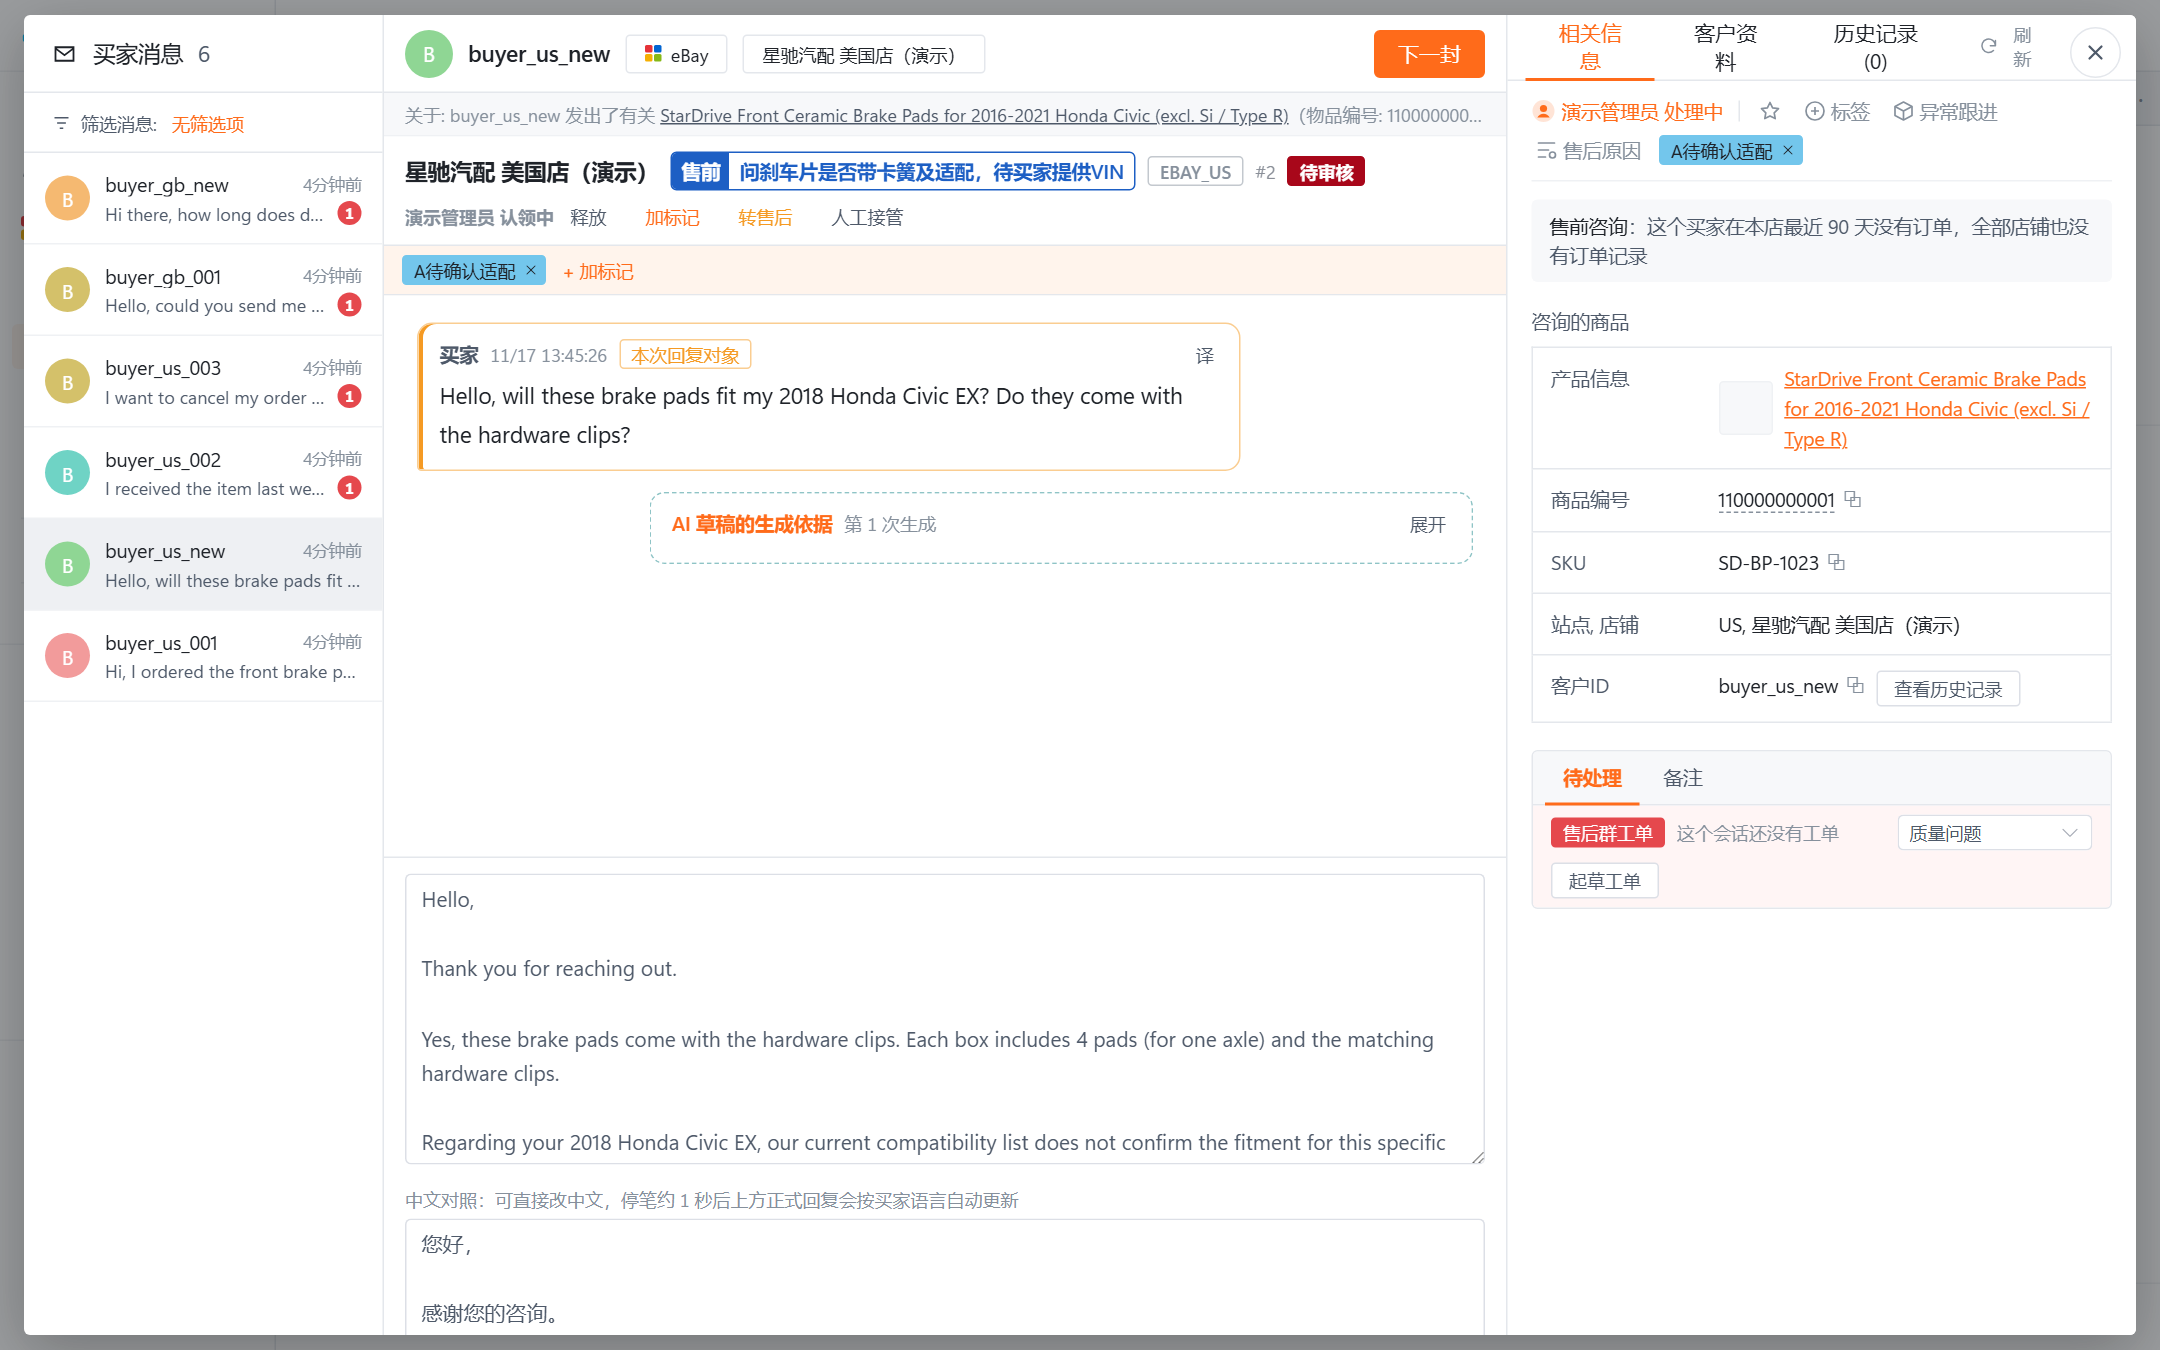 买家消息 6
筛选消息: 无筛选项
B
buyer_gb_new 4分钟前
Hi there, how long does d... 1
B
buyer_gb_001 4分钟前
Hello, could you send me ... 1
B
buyer_us_003 4分钟前
I want to cancel my order ... 1
B
buyer_us_002 4分钟前
I received the item last we... 1
B
buyer_us_new 4分钟前
Hello, will these brake pads fit ...
B
buyer_us_001 4分钟前
Hi, I ordered the front brake p...
B buyer_us_new eBay 星驰汽配 美国店（演示） 下一封
关于: buyer_us_new 发出了有关 StarDrive Front Ceramic Brake Pads for 2016-2021 Honda Civic (excl. Si / Type R)（物品编号: 110000000...
星驰汽配 美国店（演示） 售前 问刹车片是否带卡簧及适配，待买家提供VIN EBAY_US #2 待审核
演示管理员 认领中 释放 加标记 转售后 人工接管
A待确认适配 × + 加标记
买家 11/17 13:45:26 本次回复对象 译
Hello, will these brake pads fit my 2018 Honda Civic EX? Do they come with
the hardware clips?
AI 草稿的生成依据 第 1 次生成 展开
Hello,
Thank you for reaching out.
Yes, these brake pads come with the hardware clips. Each box includes 4 pads (for one axle) and the matching
hardware clips.
Regarding your 2018 Honda Civic EX, our current compatibility list does not confirm the fitment for this specific
中文对照：可直接改中文，停笔约 1 秒后上方正式回复会按买家语言自动更新
您好，
感谢您的咨询。
相关信
息
客户资
料
历史记录
(0)
刷
新
演示管理员 处理中 标签 异常跟进
售后原因 A待确认适配 ×
售前咨询：这个买家在本店最近 90 天没有订单，全部店铺也没
有订单记录
咨询的商品
产品信息 StarDrive Front Ceramic Brake Pads
for 2016-2021 Honda Civic (excl. Si /
Type R)
商品编号 110000000001
SKU SD-BP-1023
站点, 店铺 US, 星驰汽配 美国店（演示）
客户ID buyer_us_new 查看历史记录
待处理 备注
售后群工单 这个会话还没有工单 质量问题
起草工单